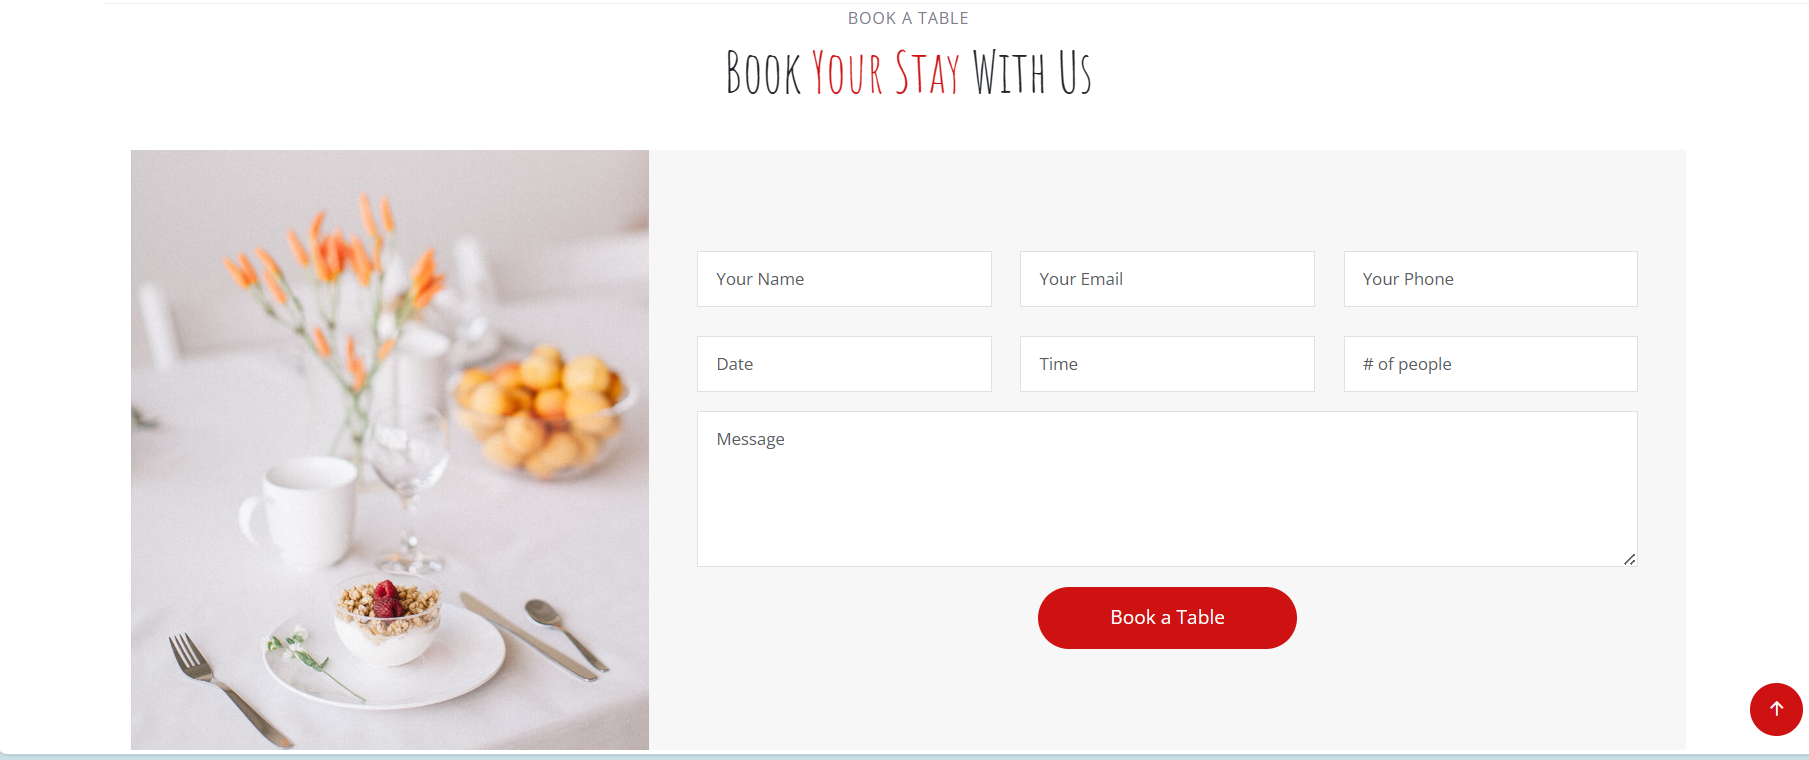 BOOK A TABLE
Book Your Stay With Us
Your Name
Your Email
Your Phone
Date
Time
# of people
Message
Book a Table